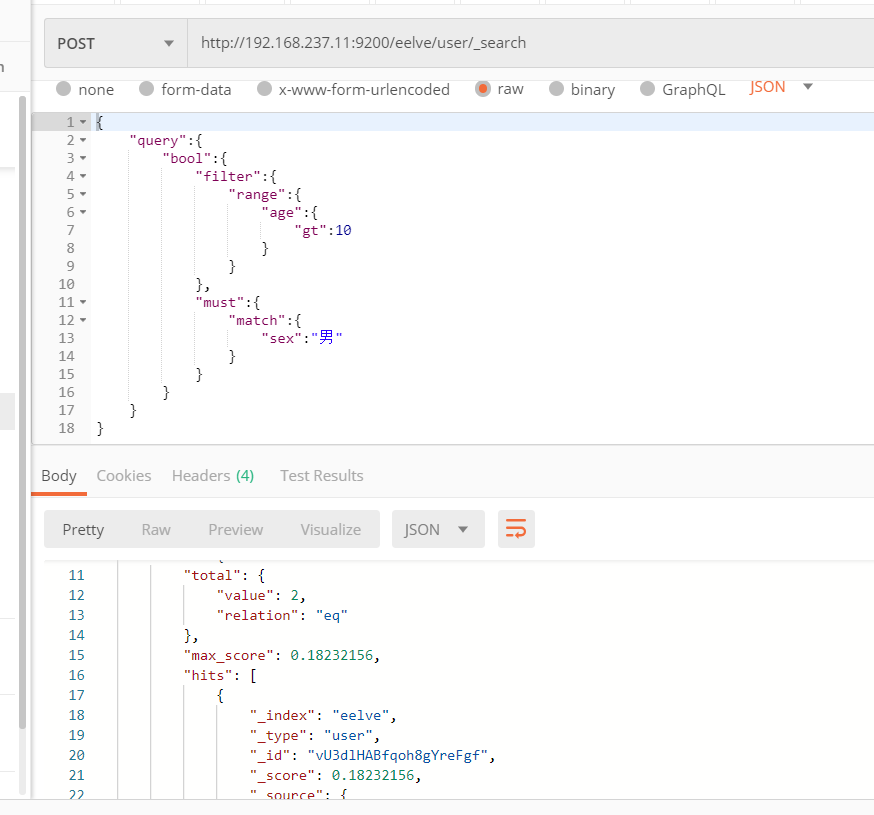 POST http://192.168.237.11:9200/eelve/user/_search
none form-data x-www-form-urlencoded raw binary GraphQL JSON
1 {
2 "query":{
3 "bool":{
4 "filter":{
5 "range":{
6 "age":{
7 "gt":10
8 }
9 }
10 },
11 "must":{
12 "match":{
13 "sex":"男"
14 }
15 }
16 }
17 }
18 }
Body Cookies Headers (4) Test Results
Pretty Raw Preview Visualize JSON
11 "total": {
12 "value": 2,
13 "relation": "eq"
14 },
15 "max_score": 0.18232156,
16 "hits": [
17 {
18 "_index": "eelve",
19 "_type": "user",
20 "_id": "vU3dlHABfqoh8gYreFgf",
21 "_score": 0.18232156,
22 "_source": {